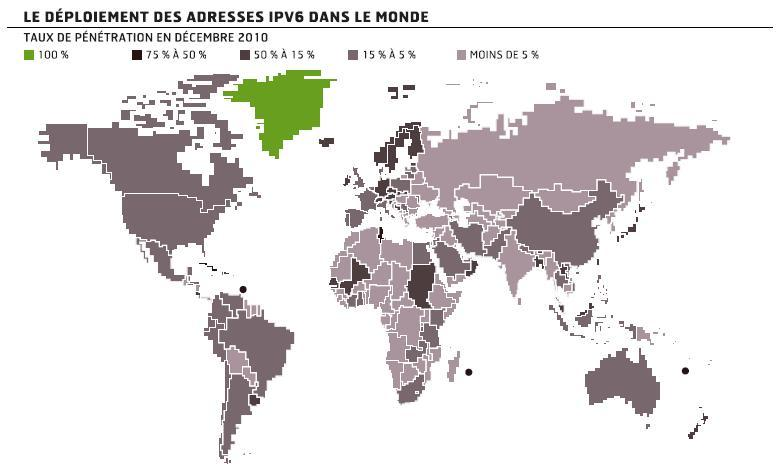 LE DÉPLOIEMENT DES ADRESSES IPV6 DANS LE MONDE
TAUX DE PÉNÉTRATION EN DÉCEMBRE 2010
100 % 75 % À 50 % 50 % À 15 % 15 % À 5 % MOINS DE 5 %